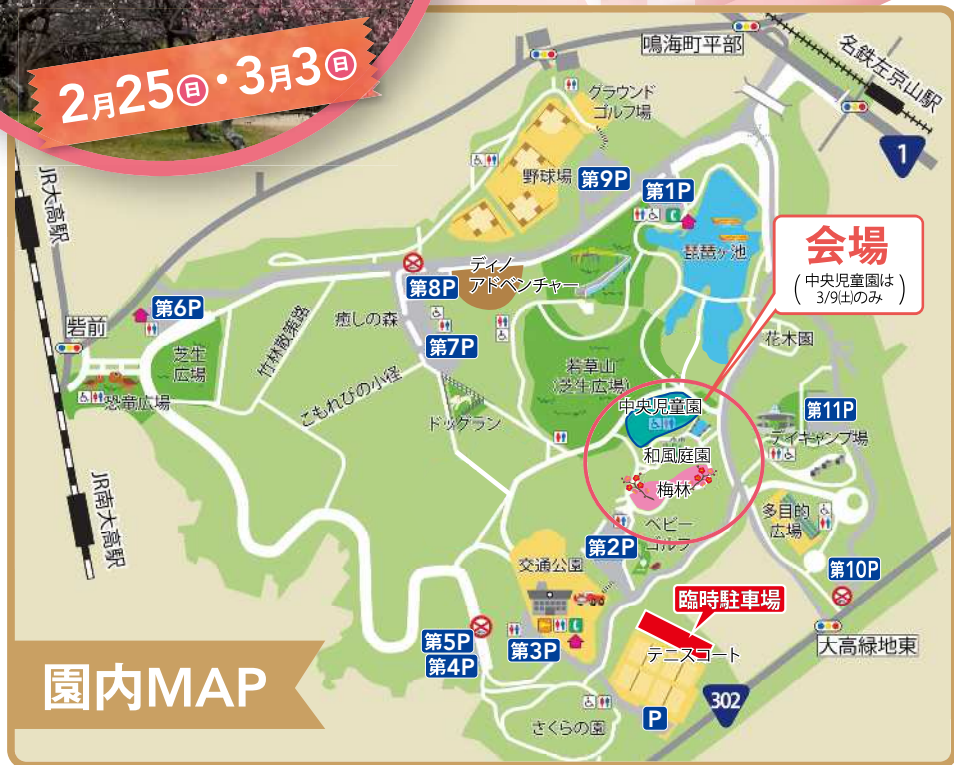 2月25日・3月3日
鳴海町平部
名鉄左京山駅
1
グラウンド
ゴルフ場
野球場
第9P
第1P
琵琶ヶ池
JR大高駅
会場
(中央児童園は
3/9(土)のみ)
ディノ
アドベンチャー
第8P
第6P
砦前
癒しの森
第7P
竹林散策路
芝生
広場
恐竜広場
こもれびの小径
ドッグラン
若草山
(芝生広場)
花木園
中央児童園
第11P
デイキャンプ場
和風庭園
梅林
JR南大高駅
多目的
広場
ベビー
ゴルフ
第2P
交通公園
第10P
臨時駐車場
大高緑地東
第5P
第4P
第3P
テニスコート
園内MAP
302
P
さくらの園